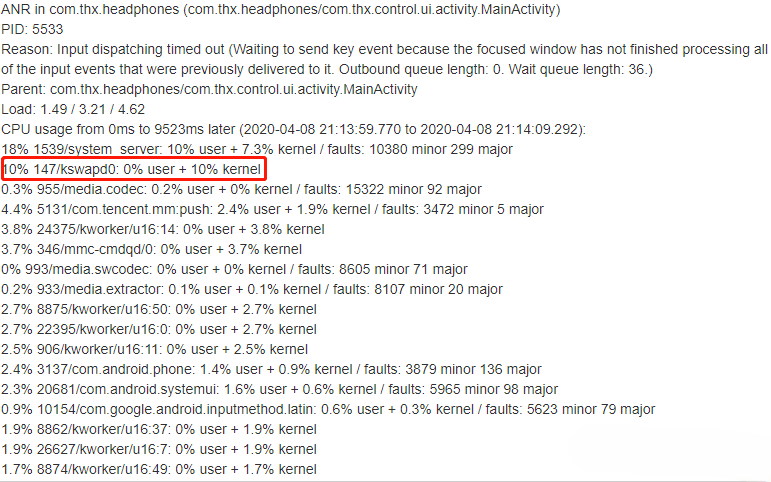 ANR in com.thx.headphones (com.thx.headphones/com.thx.control.ui.activity.MainActivity)
PID: 5533
Reason: Input dispatching timed out (Waiting to send key event because the focused window has not finished processing all
of the input events that were previously delivered to it. Outbound queue length: 0. Wait queue length: 36.)
Parent: com.thx.headphones/com.thx.control.ui.activity.MainActivity
Load: 1.49 / 3.21 / 4.62
CPU usage from 0ms to 9523ms later (2020-04-08 21:13:59.770 to 2020-04-08 21:14:09.292):
18% 1539/system_server: 10% user + 7.3% kernel / faults: 10380 minor 299 major
10% 147/kswapd0: 0% user + 10% kernel
0.3% 955/media.codec: 0.2% user + 0% kernel / faults: 15322 minor 92 major
4.4% 5131/com.tencent.mm:push: 2.4% user + 1.9% kernel / faults: 3472 minor 5 major
3.8% 24375/kworker/u16:14: 0% user + 3.8% kernel
3.7% 346/mmc-cmdqd/0: 0% user + 3.7% kernel
0% 993/media.swcodec: 0% user + 0% kernel / faults: 8605 minor 71 major
0.2% 933/media.extractor: 0.1% user + 0.1% kernel / faults: 8107 minor 20 major
2.7% 8875/kworker/u16:50: 0% user + 2.7% kernel
2.7% 22395/kworker/u16:0: 0% user + 2.7% kernel
2.5% 906/kworker/u16:11: 0% user + 2.5% kernel
2.4% 3137/com.android.phone: 1.4% user + 0.9% kernel / faults: 3879 minor 136 major
2.3% 20681/com.android.systemui: 1.6% user + 0.6% kernel / faults: 5965 minor 98 major
0.9% 10154/com.google.android.inputmethod.latin: 0.6% user + 0.3% kernel / faults: 5623 minor 79 major
1.9% 8862/kworker/u16:37: 0% user + 1.9% kernel
1.9% 26627/kworker/u16:7: 0% user + 1.9% kernel
1.7% 8874/kworker/u16:49: 0% user + 1.7% kernel